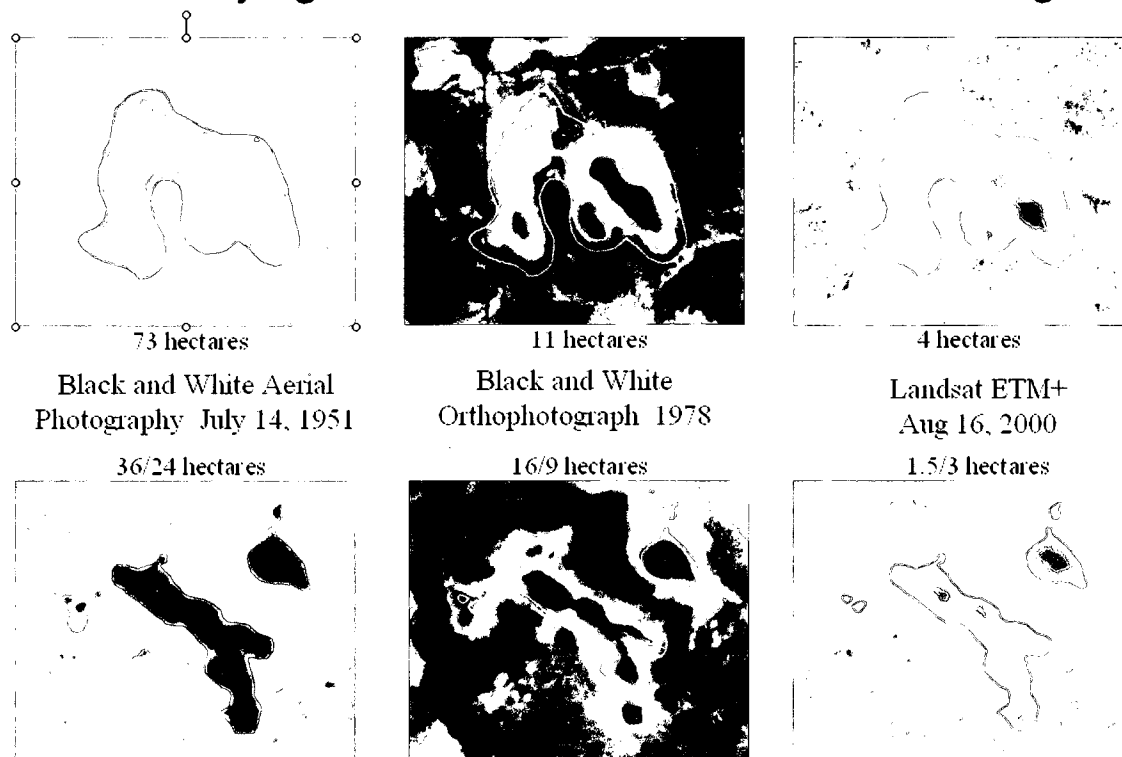 73 hectares
11 hectares
4 hectares
Black and White Aerial
Photography July 14, 1951
Black and White
Orthophotograph 1978
Landsat ETM+
Aug 16, 2000
36/24 hectares
16/9 hectares
1.5/3 hectares